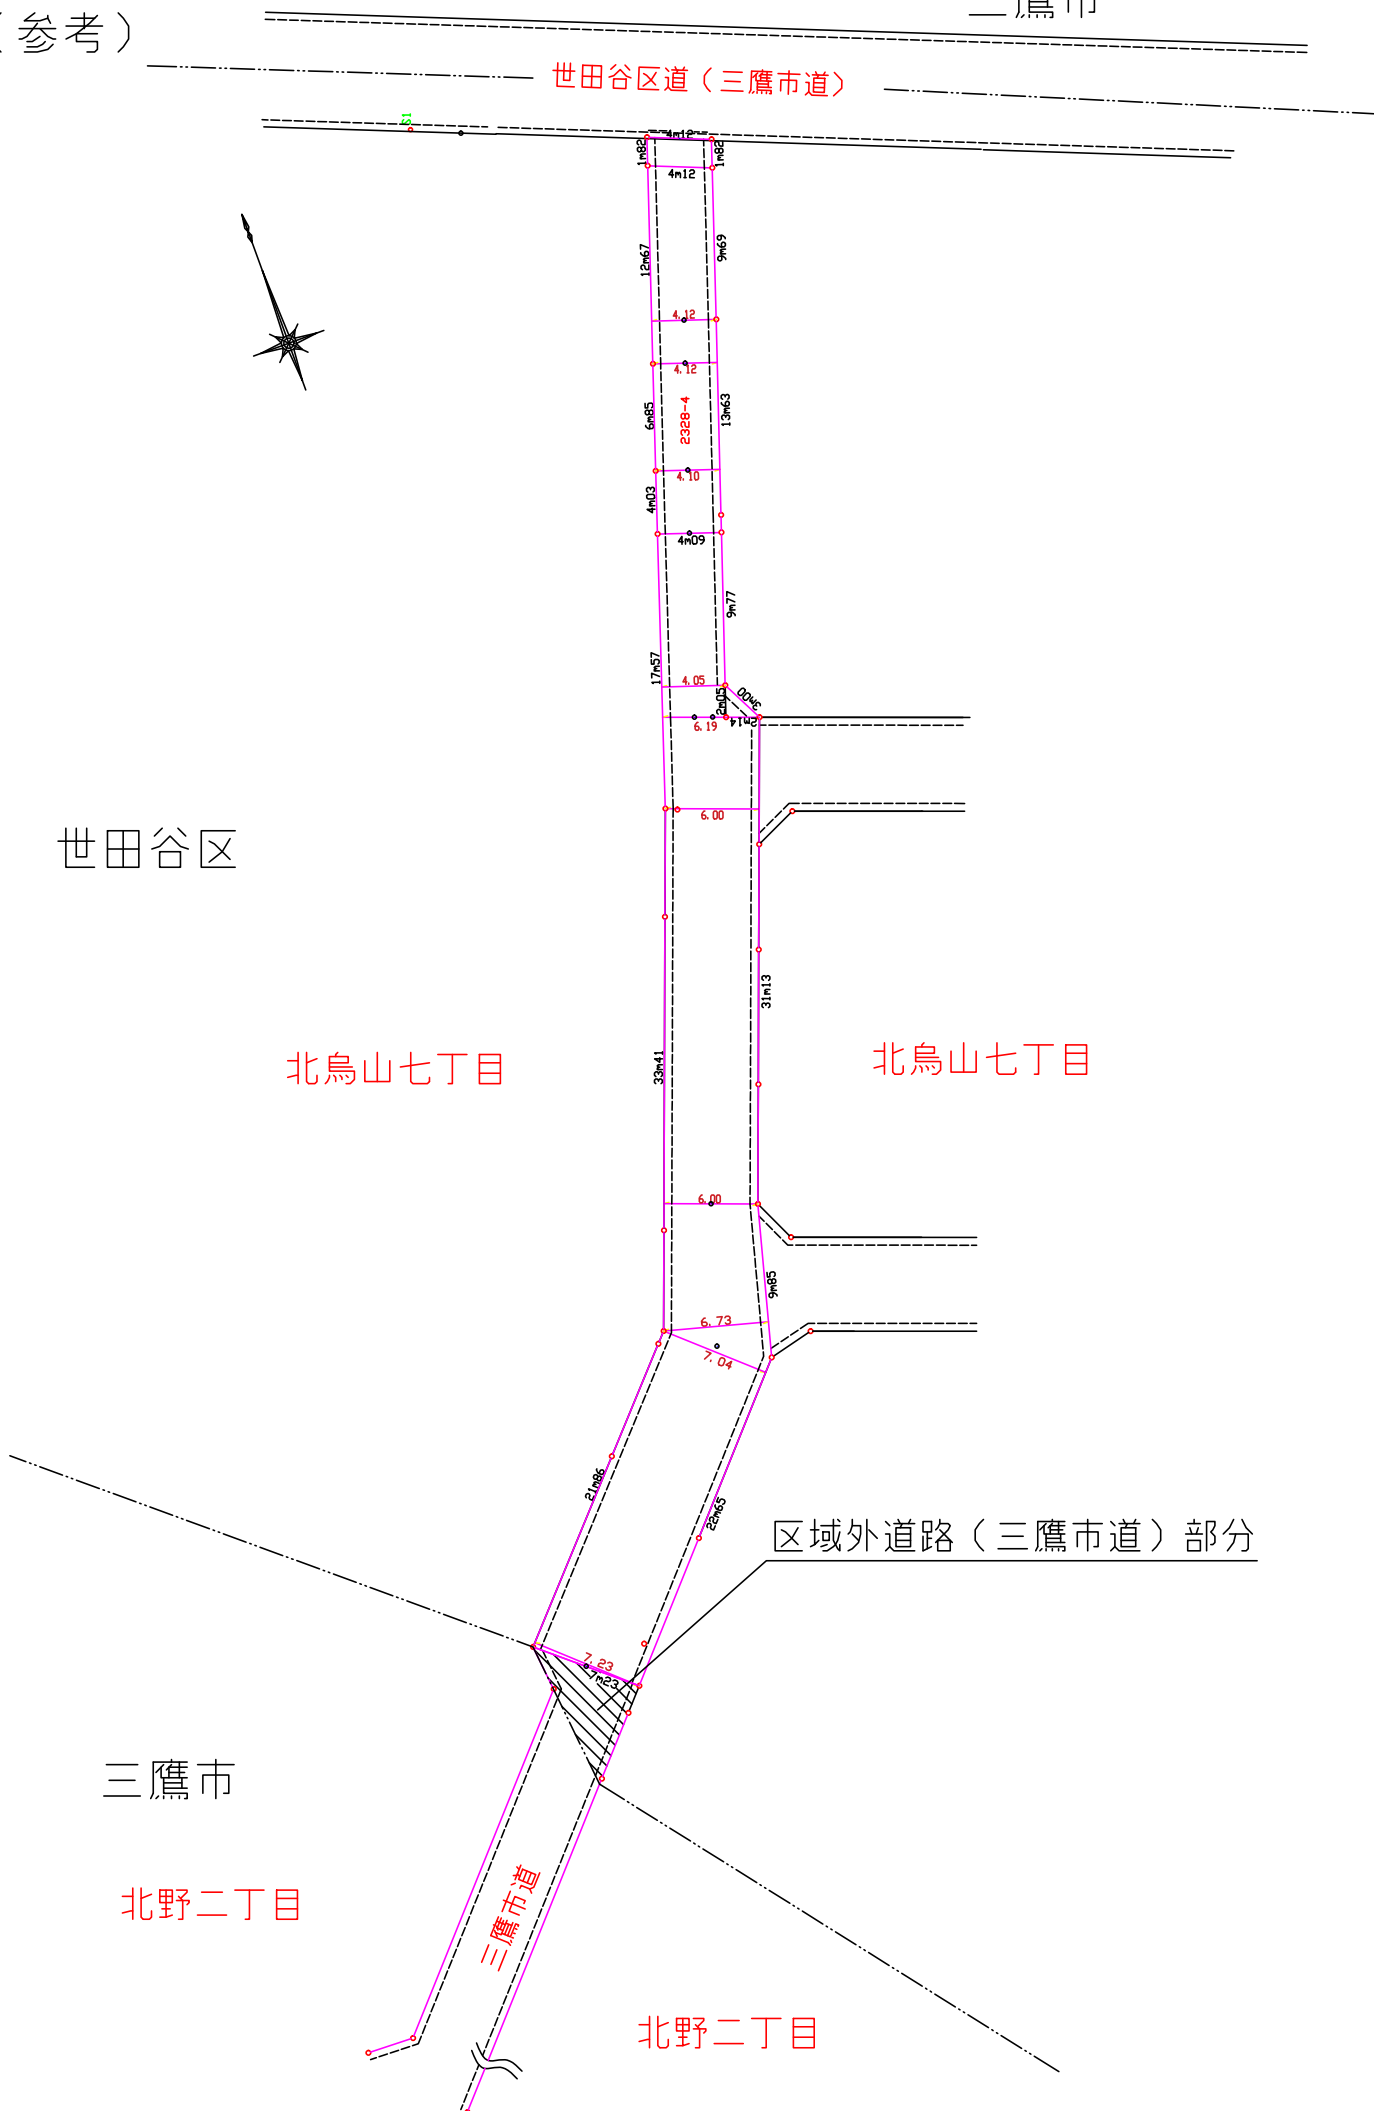 三鷹市
(参考)
世田谷区道(三鷹市道)
61
4m12
1m82
1m82
4m12
12m67
9m69
4.12
4.12
6m85
2328-4
13m63
4.10
4m03
4m09
9m77
17m57
4.05
2m05
3m00
2m14
6.19
6.00
世田谷区
31m13
北烏山七丁目
北烏山七丁目
33m41
6.00
9m85
6.73
7.04
21m86
22m65
区域外道路(三鷹市道)部分
7.23
7m23
三鷹市
北野二丁目
三鷹市道
北野二丁目